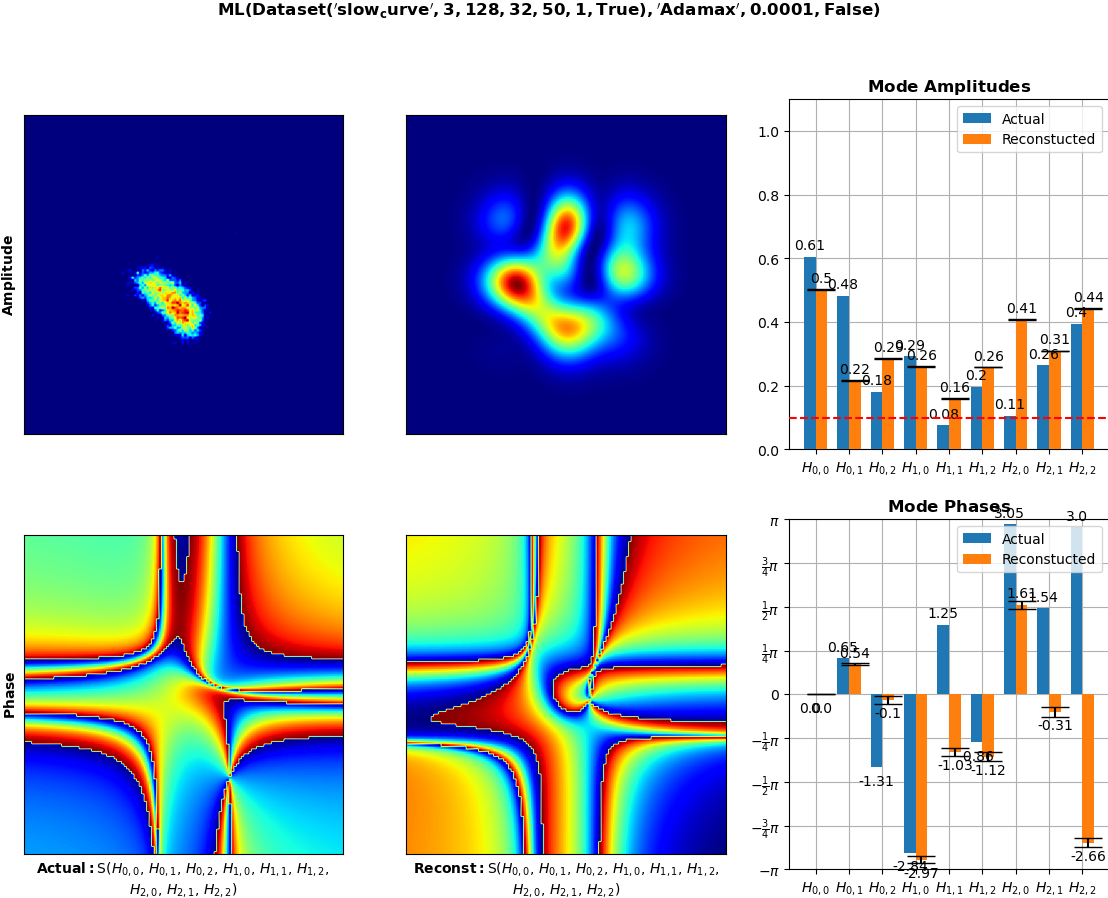 ML(Dataset('slow_curve', 3, 128, 32, 50, 1, True), 'Adamax', 0.0001, False)
Amplitude
Mode Amplitudes
Actual
Reconstucted
1.0
0.8
0.6
0.4
0.2
0.0
0.61 0.5 0.48 0.22 0.18 0.29 0.29 0.26 0.08 0.16 0.2 0.26 0.11 0.41 0.26 0.31 0.4 0.44
H0,0 H0,1 H0,2 H1,0 H1,1 H1,2 H2,0 H2,1 H2,2
Phase
Mode Phases
Actual
Reconstucted
π
3/4π
1/2π
1/4π
0
−1/4π
−1/2π
−3/4π
−π
0.0 0.0 0.65 0.54 -1.31 -0.1 -2.84 -2.97 1.25 -1.03 -1.12 3.05 1.61 1.54 -0.31 3.0 -2.66
H0,0 H0,1 H0,2 H1,0 H1,1 H1,2 H2,0 H2,1 H2,2
Actual: S(H0,0, H0,1, H0,2, H1,0, H1,1, H1,2,
H2,0, H2,1, H2,2)
Reconst: S(H0,0, H0,1, H0,2, H1,0, H1,1, H1,2,
H2,0, H2,1, H2,2)